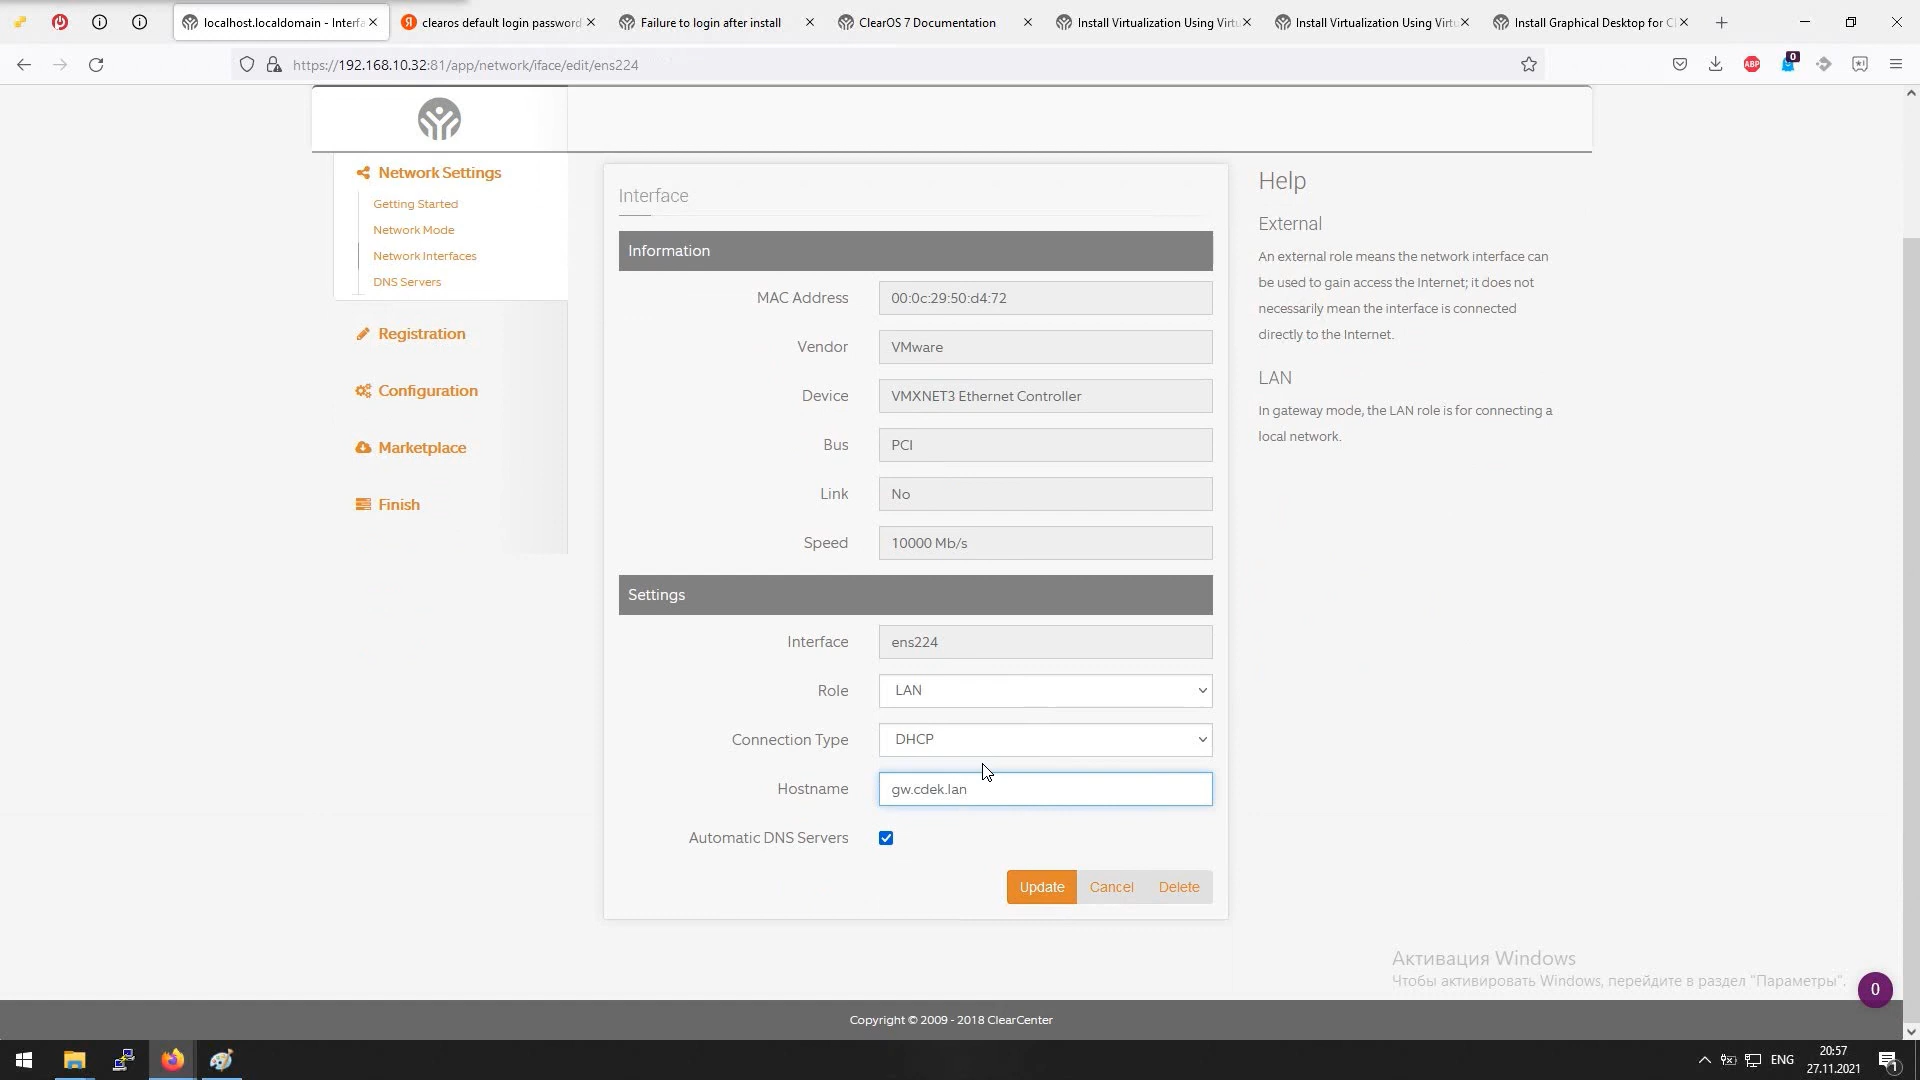 localhost.localdomain - Interfa
clearos default login password
Failure to login after install
ClearOS 7 Documentation
Install Virtualization Using Virtu
Install Virtualization Using Virtu
Install Graphical Desktop for C
https://192.168.10.32:81/app/network/iface/edit/ens224
ABP
0
Network Settings
Getting Started
Network Mode
Network Interfaces
DNS Servers
Registration
Configuration
Marketplace
Finish
Interface
Information
MAC Address
00:0c:29:50:d4:72
Vendor
VMware
Device
VMXNET3 Ethernet Controller
Bus
PCI
Link
No
Speed
10000 Mb/s
Settings
Interface
ens224
Role
LAN
Connection Type
DHCP
Hostname
gw.cdek.lan
Automatic DNS Servers
Update
Cancel
Delete
Help
External
An external role means the network interface can
be used to gain access the Internet; it does not
necessarily mean the interface is connected
directly to the Internet.
LAN
In gateway mode, the LAN role is for connecting a
local network.
Активация Windows
Чтобы активировать Windows, перейдите в раздел "Параметры".
0
Copyright © 2009 - 2018 ClearCenter
ENG
20:57
27.11.2021
1